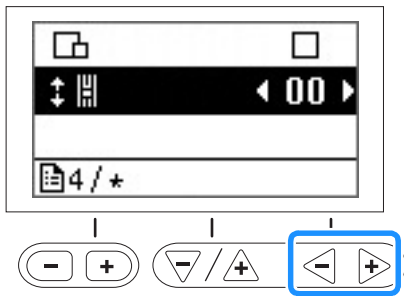 00
4/*
- +
- / +
- +